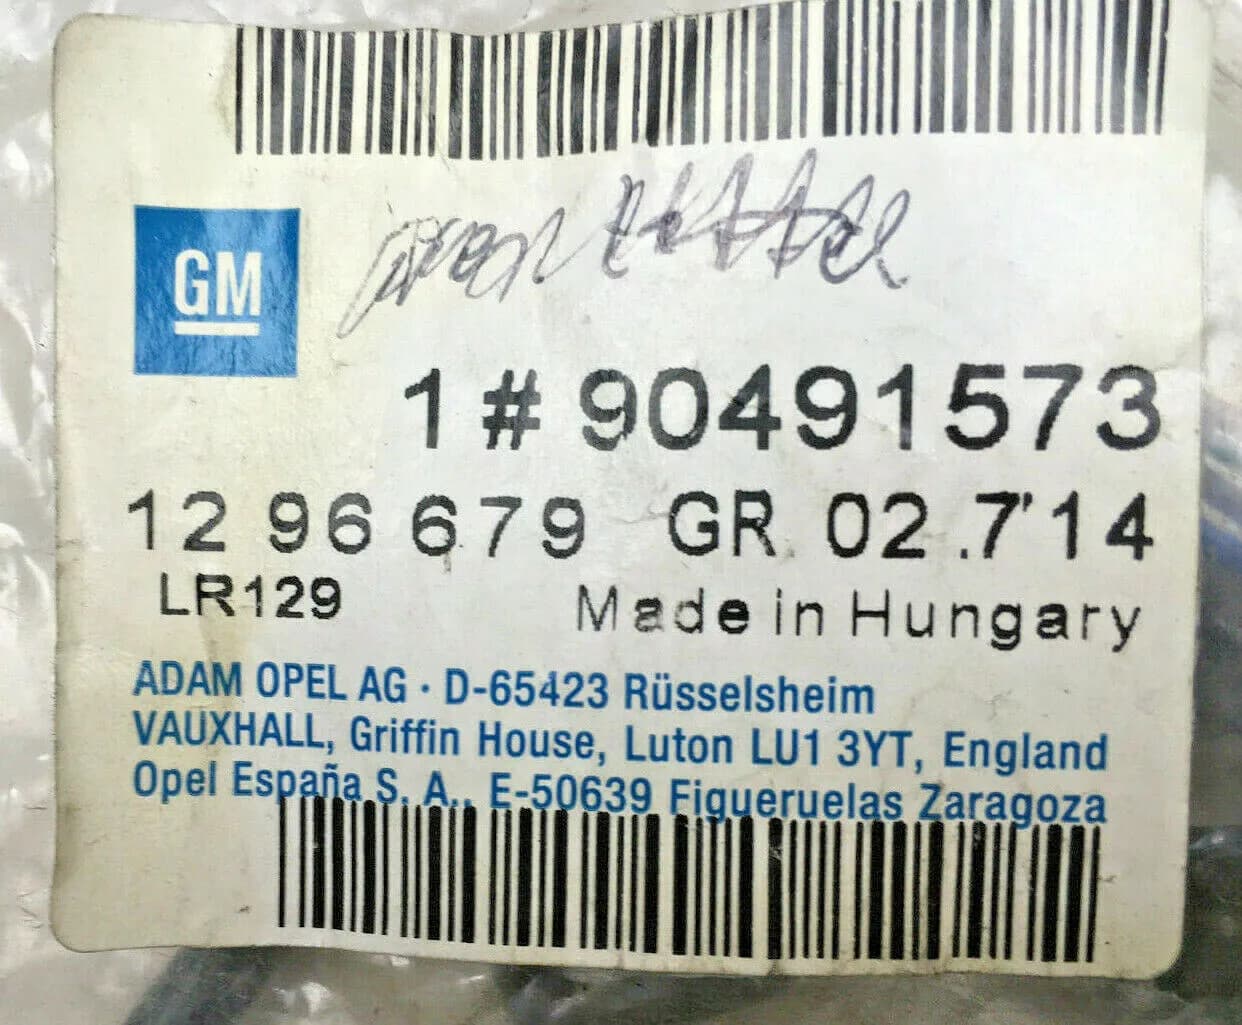 GM
1 # 90491573
12 96 679 GR. 02.7'14
LR129 Made in Hungary
ADAM OPEL AG · D-65423 Rüsselsheim
VAUXHALL, Griffin House, Luton LU1 3YT, England
Opel España S. A., E-50639 Figueruelas Zaragoza